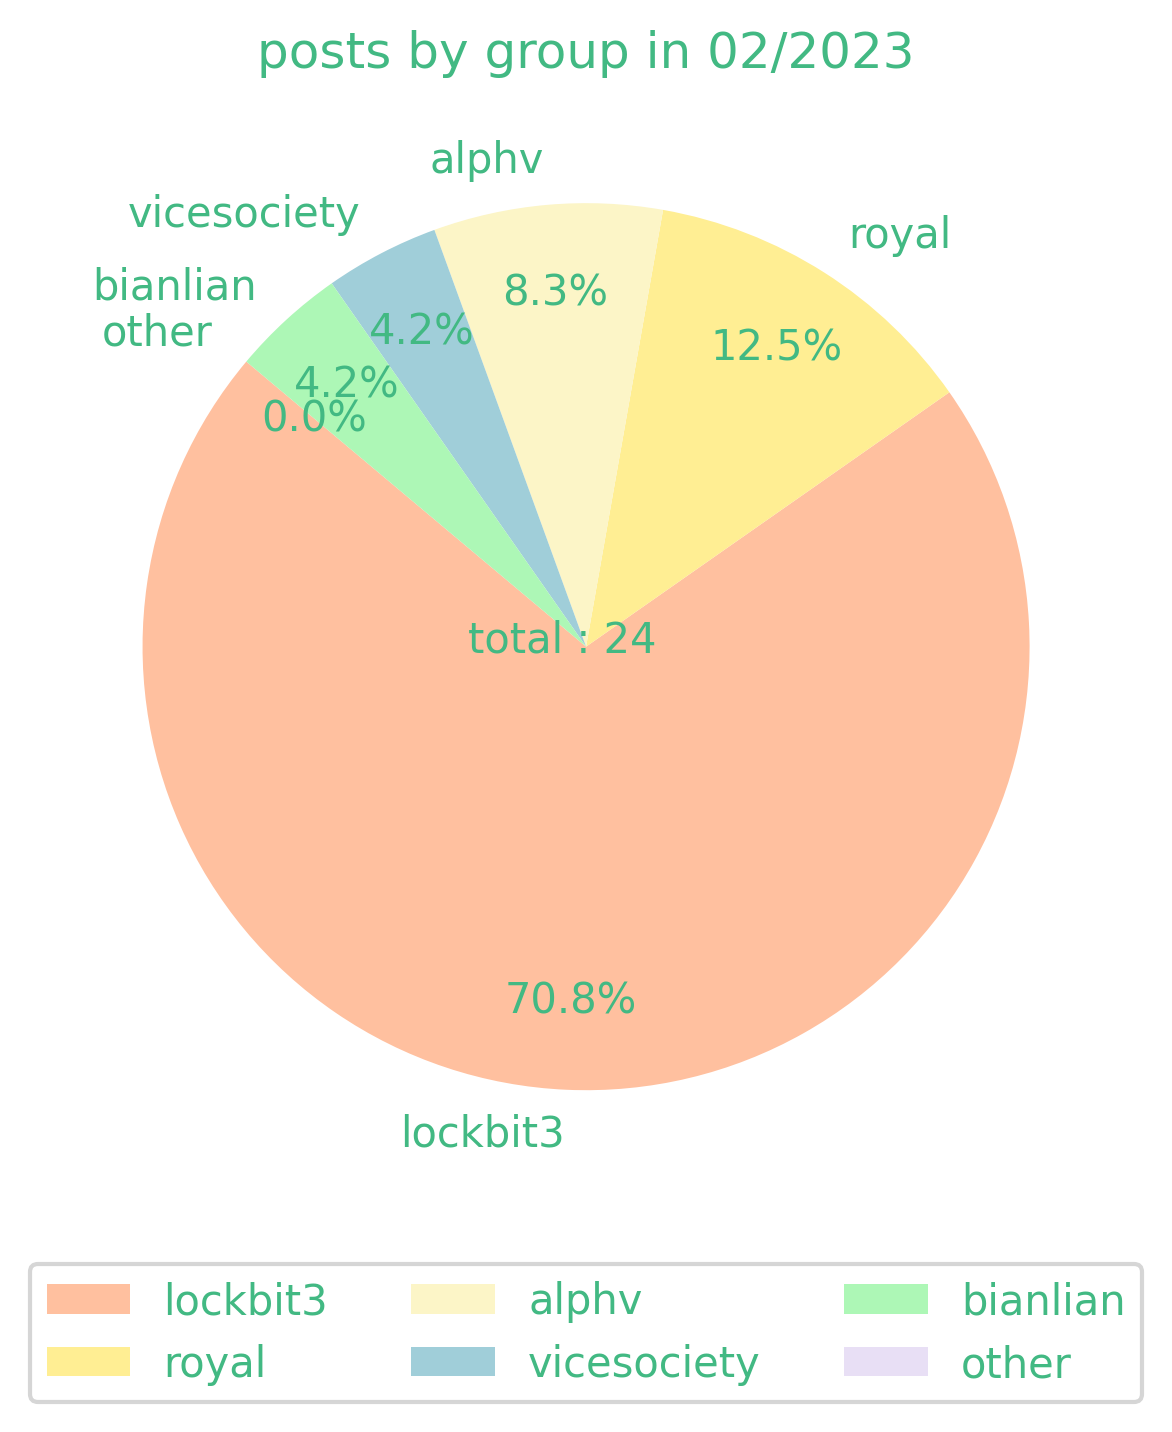 posts by group in 02/2023
alphv
vicesociety
royal
bianlian
other
8.3%
4.2%
12.5%
4.2%
0.0%
total : 24
70.8%
lockbit3
lockbit3 alphv bianlian
royal vicesociety other